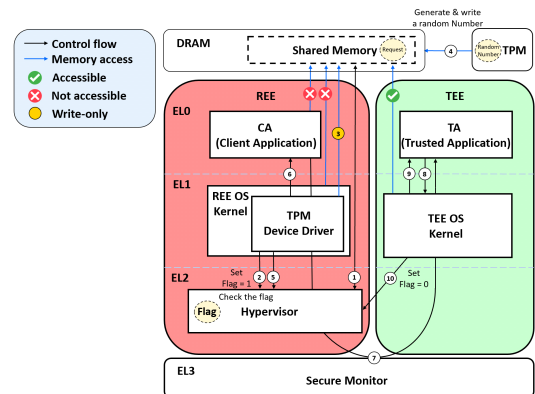 Generate & write
a random Number
Control flow
Memory access
Accessible
Not accessible
Write-only
DRAM
Shared Memory
Request
4
Random
Number
TPM
REE
TEE
EL0
3
CA
(Client Application)
TA
(Trusted Application)
6
9
8
EL1
REE OS
Kernel
TPM
Device Driver
TEE OS
Kernel
EL2
2
5
Set
Flag = 1
1
Set
Flag = 0
10
Check the flag
Flag
Hypervisor
7
EL3
Secure Monitor